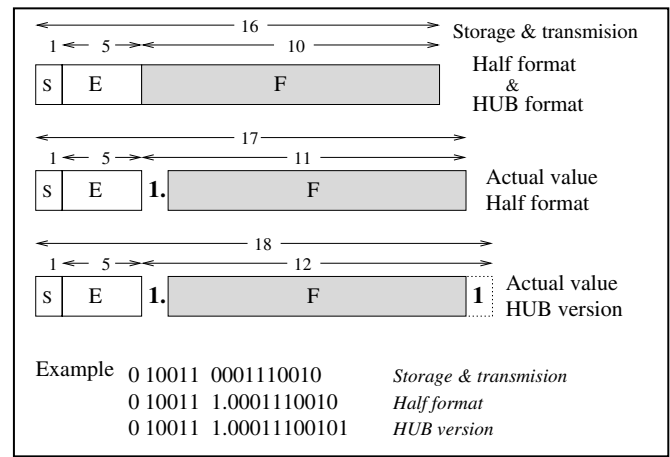 16
Storage & transmision
1 5 10
Half format
&
HUB format
S E F
17
1 5 11
Actual value
Half format
S E 1. F
18
1 5 12
Actual value
HUB version
S E 1. F 1
Example 0 10011 0001110010 Storage & transmision
0 10011 1.0001110010 Half format
0 10011 1.00011100101 HUB version